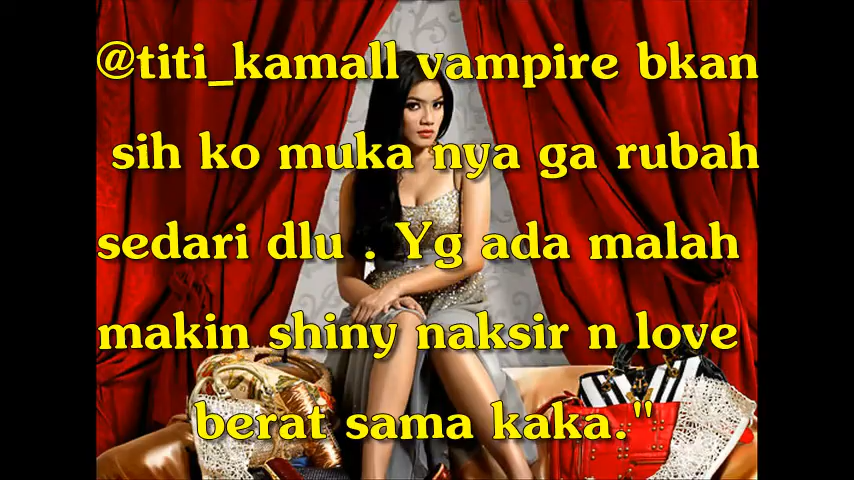 @titi_kamall vampire bkan
sih ko muka nya ga rubah
sedari dlu . Yg ada malah
makin shiny naksir n love
berat sama kaka."